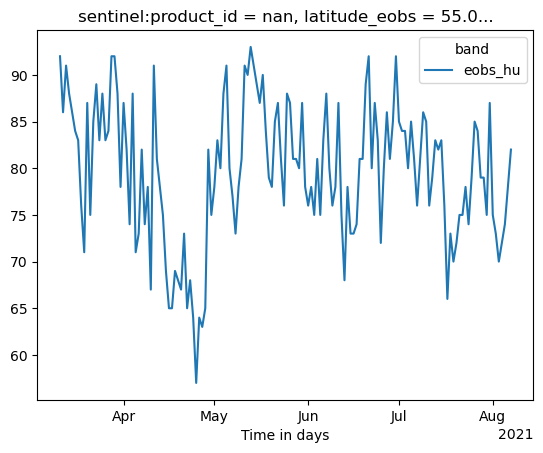 sentinel:product_id = nan, latitude_eobs = 55.0...
band
eobs_hu
90
85
80
75
70
65
60
Apr
May
Jun
Jul
Aug
Time in days
2021